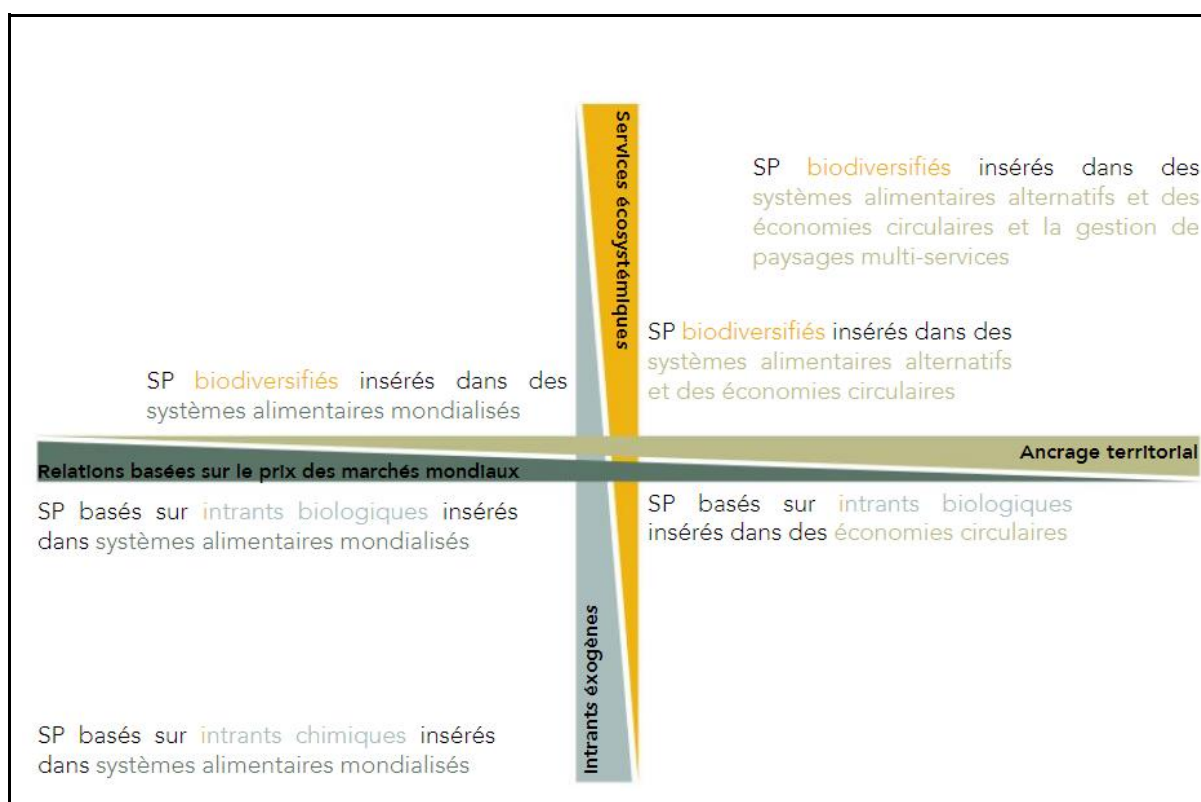 Services écosystémiques
SP biodiversifiés insérés dans des
systèmes alimentaires alternatifs et des
économies circulaires et la gestion de
paysages multi-services
SP biodiversifiés insérés dans des
systèmes alimentaires alternatifs
et des économies circulaires
SP biodiversifiés insérés dans des
systèmes alimentaires mondialisés
Ancrage territorial
Relations basées sur le prix des marchés mondiaux
SP basés sur intrants biologiques insérés
dans systèmes alimentaires mondialisés
SP basés sur intrants biologiques
insérés dans des économies circulaires
Intrants éxogènes
SP basés sur intrants chimiques insérés
dans systèmes alimentaires mondialisés